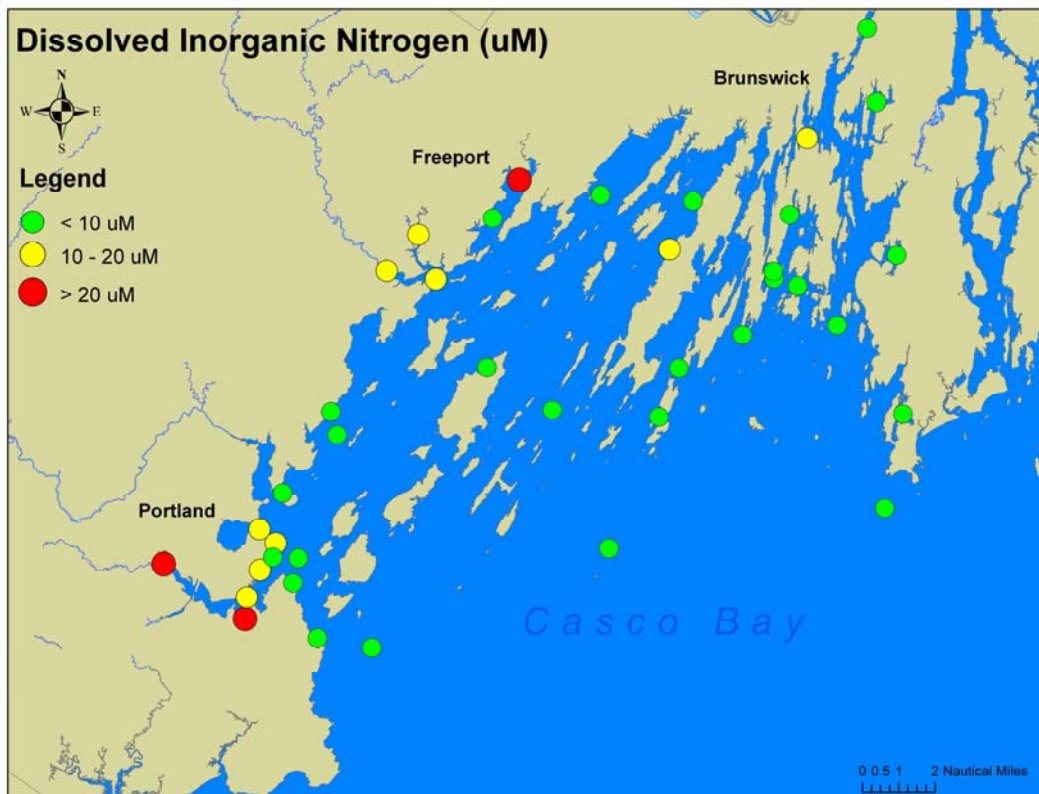 Dissolved Inorganic Nitrogen (uM)
N
W E
S
Brunswick
Freeport
Legend
< 10 uM
10 - 20 uM
> 20 uM
Portland
Casco Bay
0 0.5 1 2 Nautical Miles